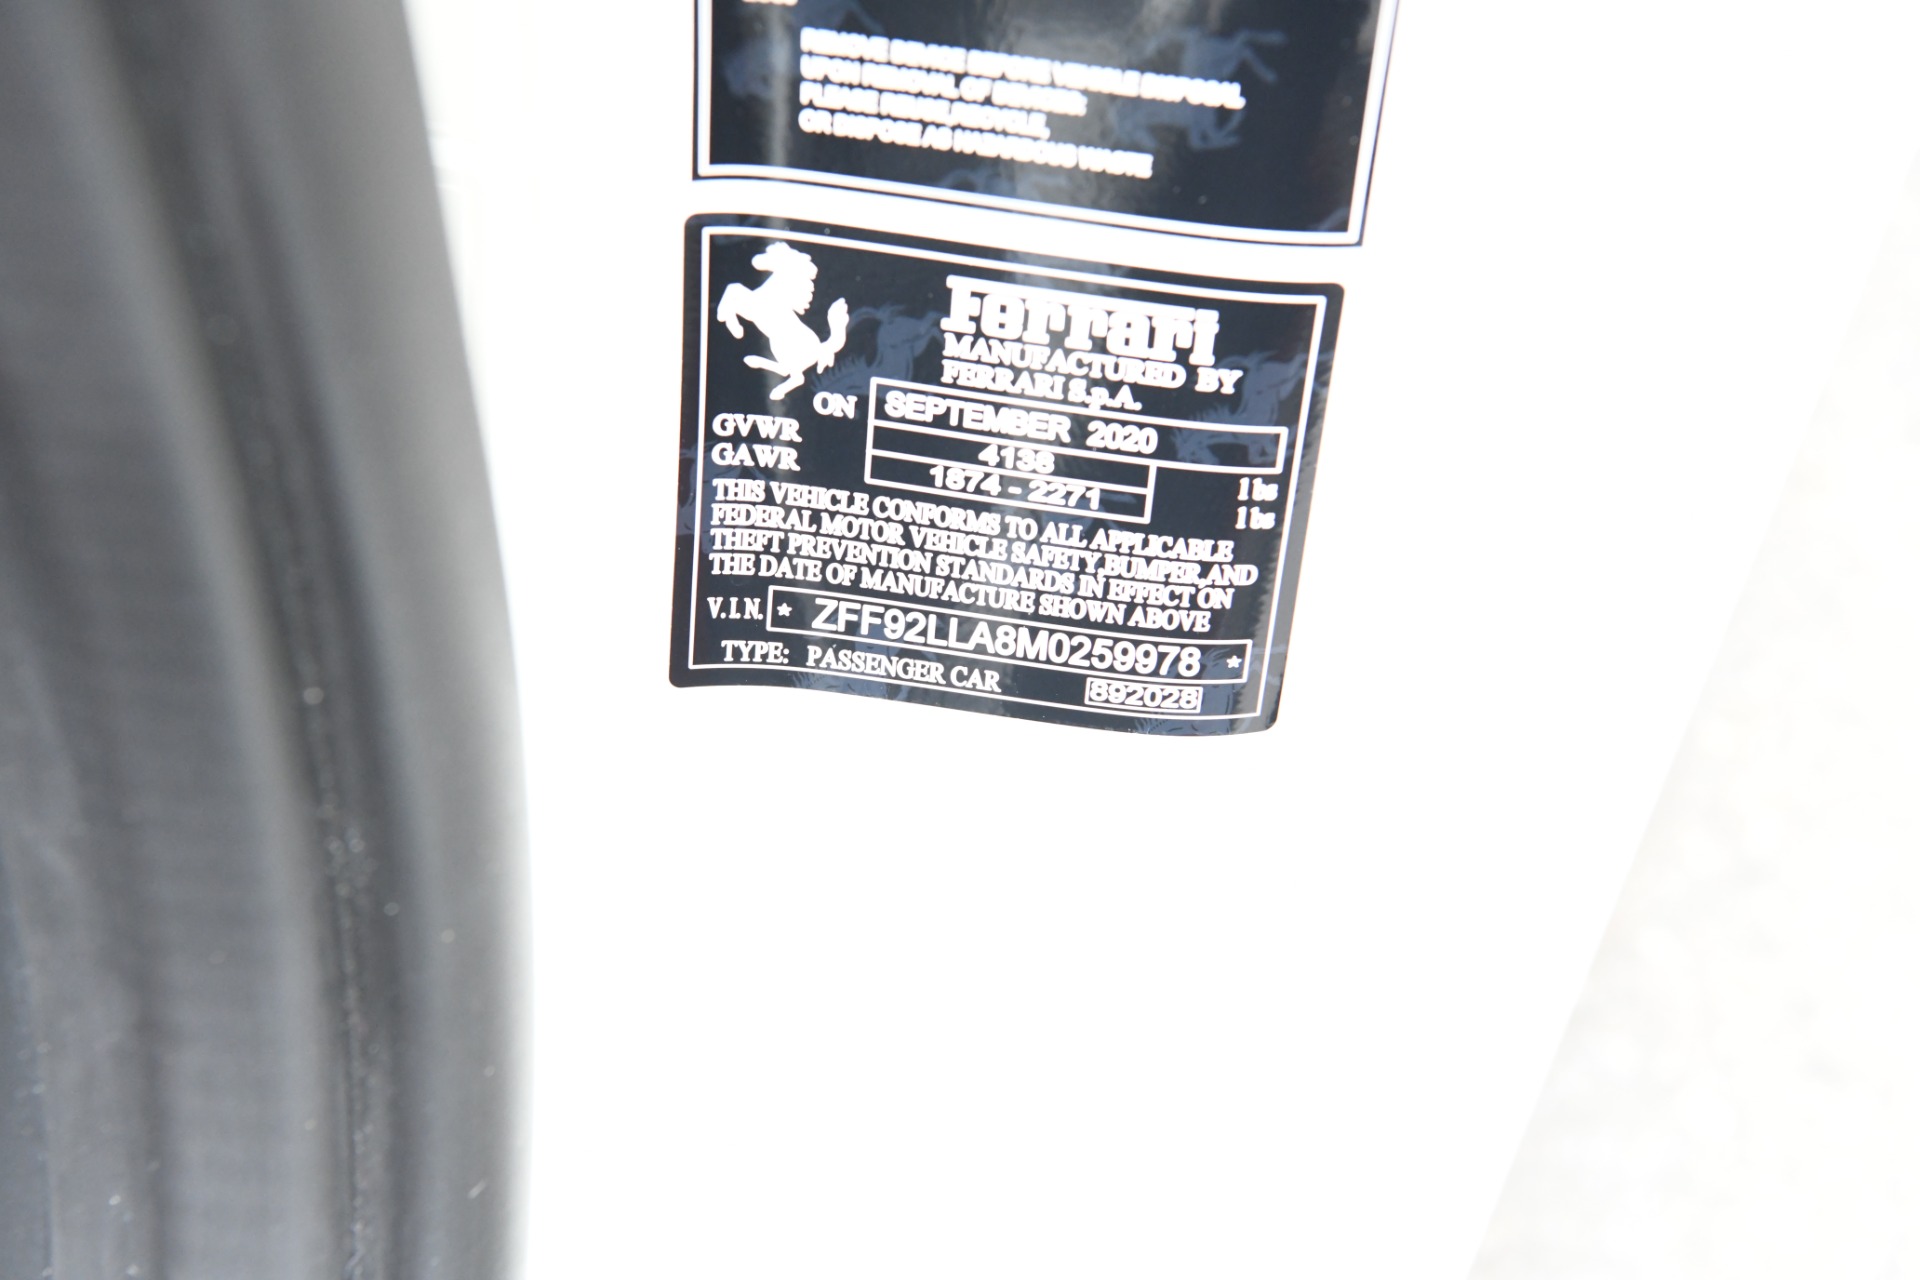 REMOVE DEVICE BEFORE VEHICLE DISPOSAL.
UPON REMOVAL OF DEVICE
PLEASE REUSE, RECYCLE,
OR DISPOSE AS HAZARDOUS WASTE
Ferrari
MANUFACTURED BY
FERRARI S.p.A.
ON SEPTEMBER 2020
GVWR 4138 lbs
GAWR 1874 - 2271 lbs
THIS VEHICLE CONFORMS TO ALL APPLICABLE
FEDERAL MOTOR VEHICLE SAFETY, BUMPER, AND
THEFT PREVENTION STANDARDS IN EFFECT ON
THE DATE OF MANUFACTURE SHOWN ABOVE
V.I.N. * ZFF92LLA8M0259978 *
TYPE: PASSENGER CAR 892028